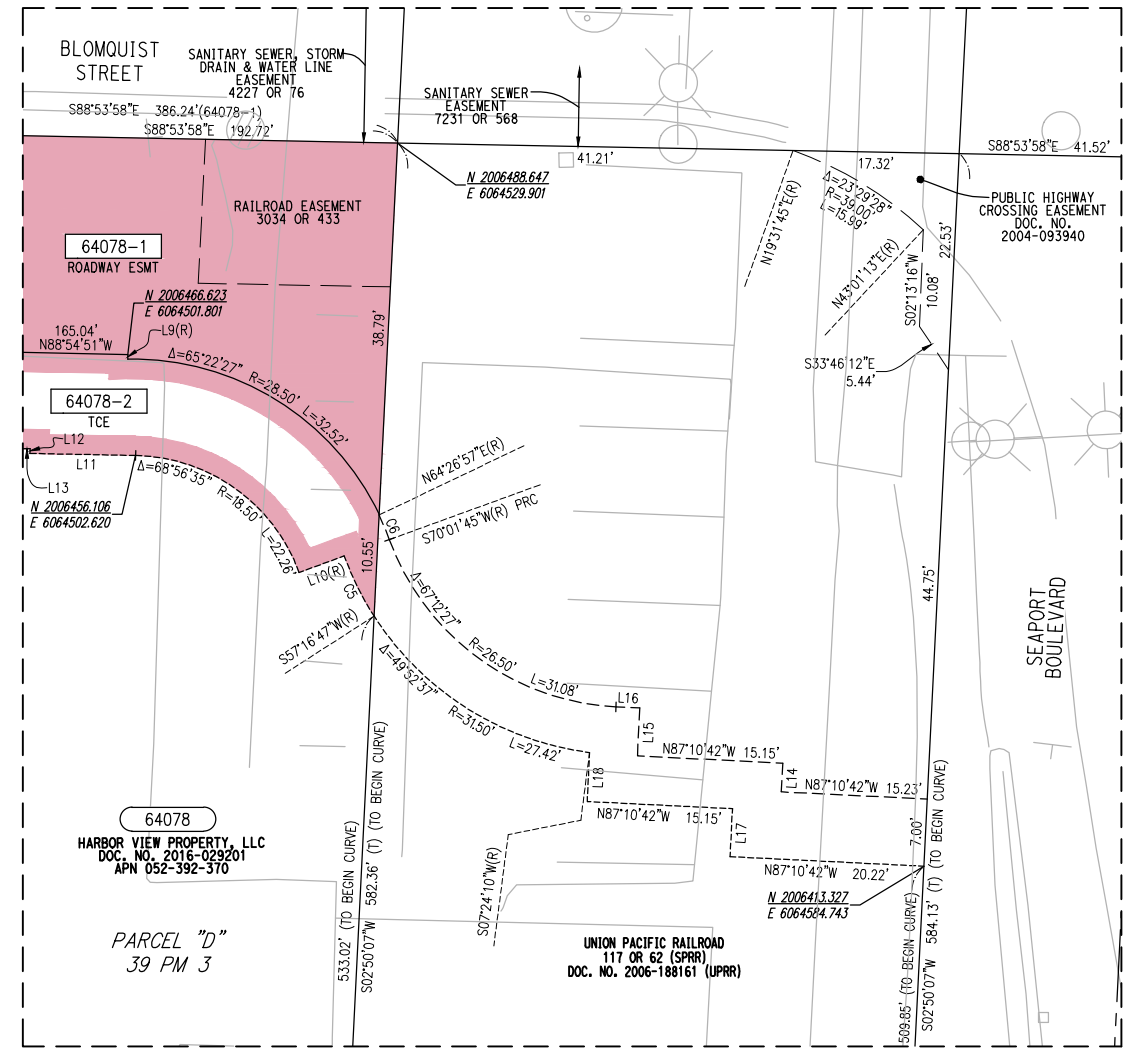 BLOMQUIST
STREET
SANITARY SEWER, STORM
DRAIN & WATER LINE
EASEMENT
4227 OR 76
SANITARY SEWER
EASEMENT
7231 OR 568
S88°53'58"E 386.24'(64078-1)
S88°53'58"E 192.72'
41.21'
17.32'
S88°53'58"E 41.52'
N 2006488.647
E 6064529.901
Δ=23°29'28"
R=39.00'
L=15.99'
PUBLIC HIGHWAY
CROSSING EASEMENT
DOC. NO.
2004-093940
RAILROAD EASEMENT
3034 OR 433
64078-1
ROADWAY ESMT
N19°31'45"E(R)
N43°01'13"E(R)
S02°13'16"W
10.08'
22.53'
N 2006466.623
E 6064501.801
L9(R)
165.04'
N88°54'51"W
38.79'
Δ=65°22'27" R=28.50' L=32.52'
S33°46'12"E
5.44'
64078-2
TCE
L12
L11
L13
N 2006456.106
E 6064502.620
Δ=68°56'35" R=18.50' L=22.26'
N64°26'57"E(R)
S70°01'45"W(R) PRC
C6
10.55'
L10(R)
C5
S57°16'47"W(R)
Δ=67°12'27" R=26.50' L=31.08'
Δ=49°52'37" R=31.50' L=27.42'
44.75'
SEAPORT
BOULEVARD
L16
L15
N87°10'42"W 15.15'
L14
N87°10'42"W 15.23'
L18
N87°10'42"W 15.15'
L17
7.00'
N87°10'42"W 20.22'
N 2006413.327
E 6064584.743
S07°24'10"W(R)
64078
HARBOR VIEW PROPERTY, LLC
DOC. NO. 2016-029201
APN 052-392-370
PARCEL "D"
39 PM 3
533.02' (TO BEGIN CURVE)
S02°50'07"W 582.36' (T) (TO BEGIN CURVE)
UNION PACIFIC RAILROAD
117 OR 62 (SPRR)
DOC. NO. 2006-188161 (UPRR)
509.85' (TO BEGIN CURVE)
S02°50'07"W 584.13' (T) (TO BEGIN CURVE)